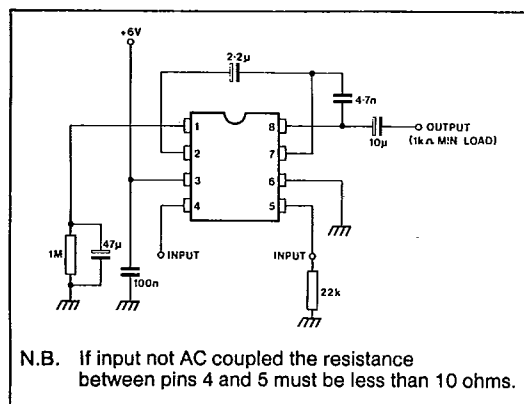 +6V
2·2µ
4·7n
1
8
OUTPUT
10µ
(1kΩ MIN LOAD)
2
7
3
6
4
5
1M
47µ
100n
INPUT
INPUT
22k
N.B. If input not AC coupled the resistance
between pins 4 and 5 must be less than 10 ohms.